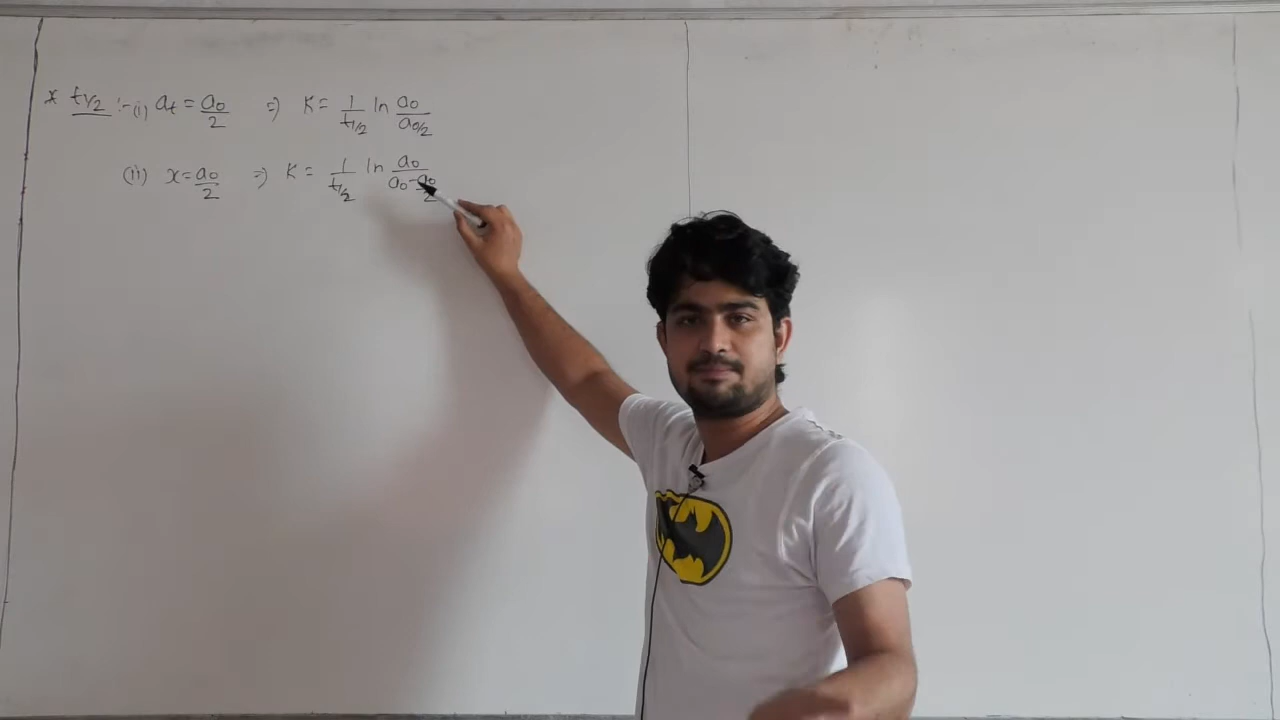 * t1/2 :- (i) at = a0/2 => K = 1/t1/2 ln a0/a0/2
(ii) x = a0/2 => K = 1/t1/2 ln a0/a0-a0/2